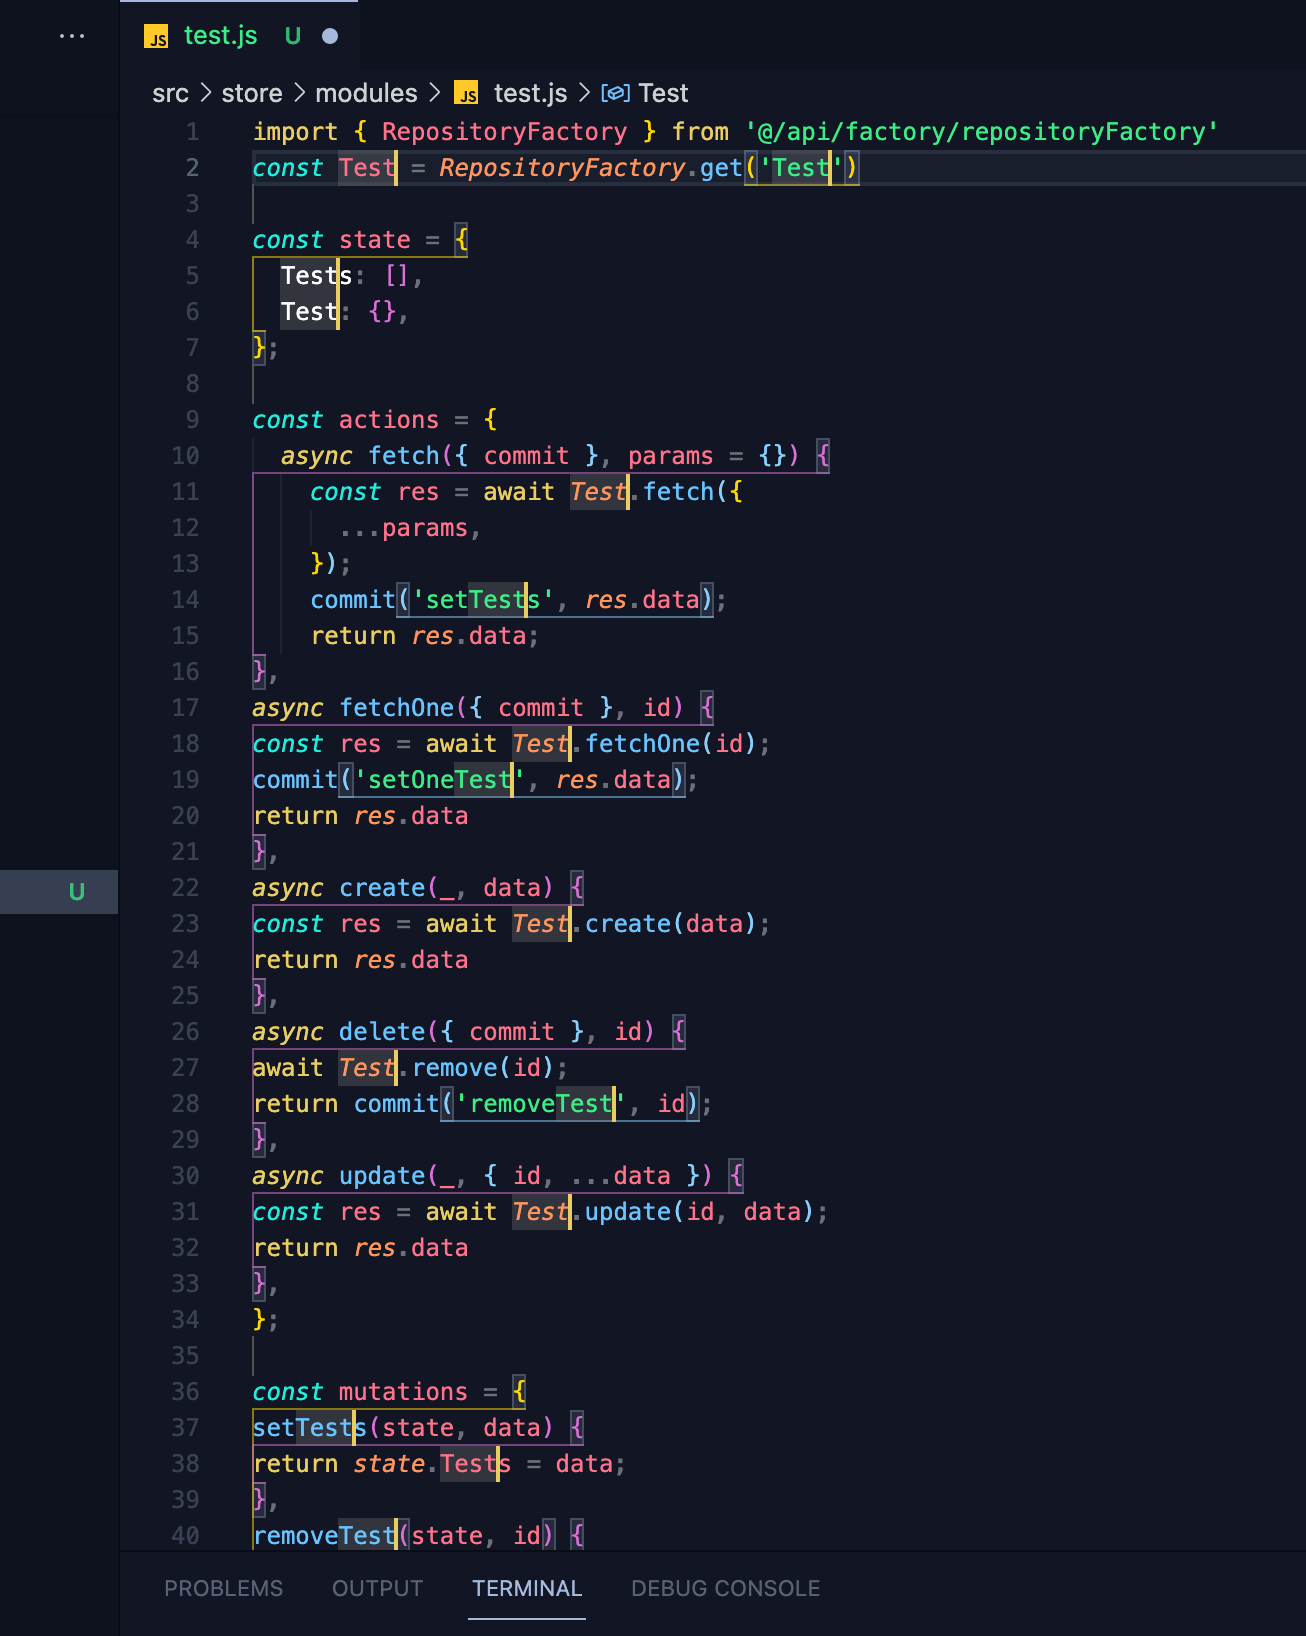 ···
JS test.js U
src > store > modules > JS test.js > Test
1 import { RepositoryFactory } from '@/api/factory/repositoryFactory'
2 const Test = RepositoryFactory.get('Test')
3
4 const state = {
5   Tests: [],
6   Test: {},
7 };
8
9 const actions = {
10   async fetch({ commit }, params = {}) {
11     const res = await Test.fetch({
12       ...params,
13     });
14     commit('setTests', res.data);
15     return res.data;
16 },
17 async fetchOne({ commit }, id) {
18 const res = await Test.fetchOne(id);
19 commit('setOneTest', res.data);
20 return res.data
21 },
U
22 async create(_, data) {
23 const res = await Test.create(data);
24 return res.data
25 },
26 async delete({ commit }, id) {
27 await Test.remove(id);
28 return commit('removeTest', id);
29 },
30 async update(_, { id, ...data }) {
31 const res = await Test.update(id, data);
32 return res.data
33 },
34 };
35
36 const mutations = {
37 setTests(state, data) {
38 return state.Tests = data;
39 },
40 removeTest(state, id) {
PROBLEMS OUTPUT TERMINAL DEBUG CONSOLE